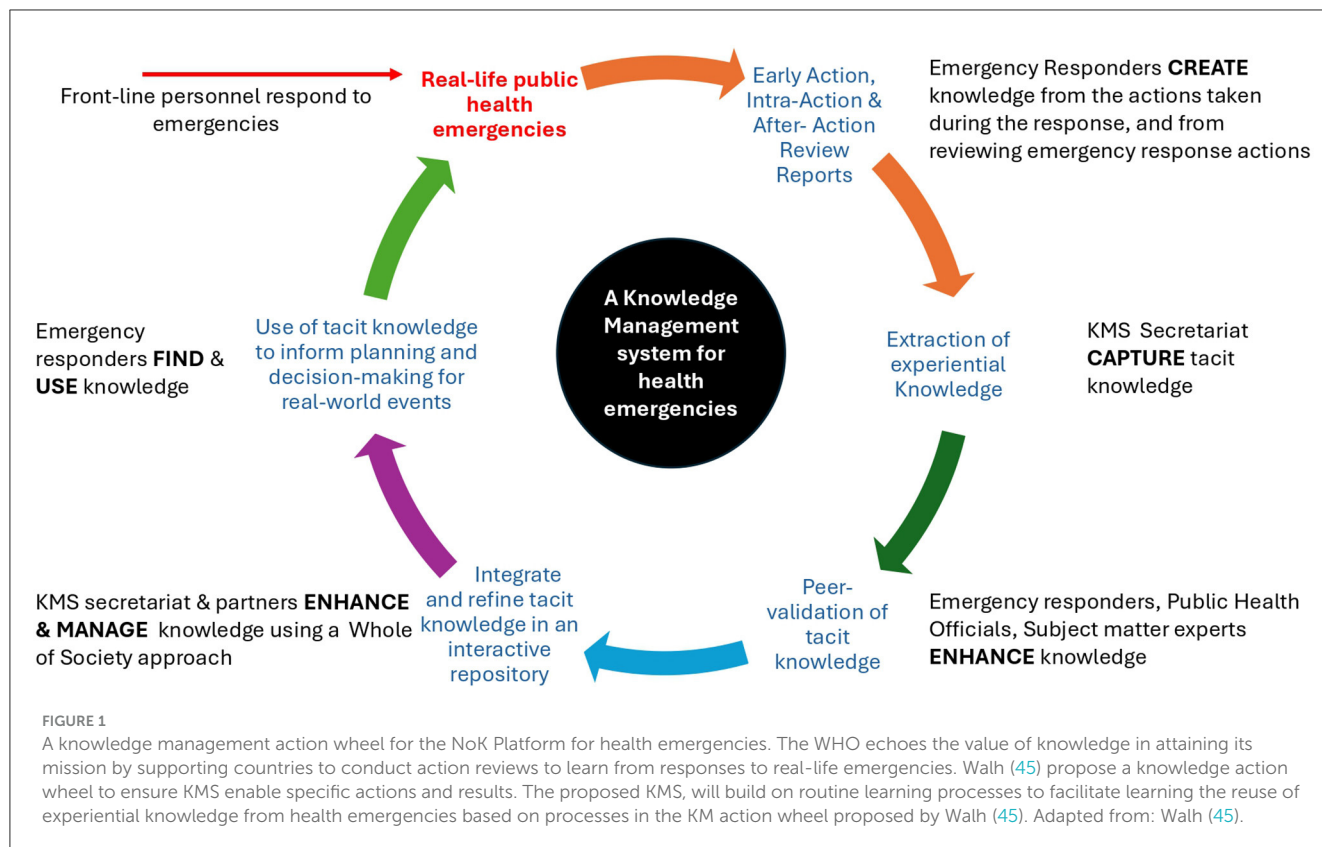 Front-line personnel respond to
emergencies
Real-life public
health
emergencies
Early Action,
Intra-Action &
After- Action
Review
Reports
Emergency Responders CREATE
knowledge from the actions taken
during the response, and from
reviewing emergency response actions
A Knowledge
Management
system for
health
emergencies
Extraction of
experiential
Knowledge
KMS Secretariat
CAPTURE tacit
knowledge
Peer-
validation of
tacit
knowledge
Emergency responders, Public Health
Officials, Subject matter experts
ENHANCE knowledge
Integrate
and refine tacit
knowledge in an
interactive
repository
KMS secretariat & partners ENHANCE
& MANAGE knowledge using a Whole
of Society approach
Use of tacit knowledge
to inform planning and
decision-making for
real-world events
Emergency
responders FIND &
USE knowledge
FIGURE 1
A knowledge management action wheel for the NoK Platform for health emergencies. The WHO echoes the value of knowledge in attaining its
mission by supporting countries to conduct action reviews to learn from responses to real-life emergencies. Walh (45) propose a knowledge action
wheel to ensure KMS enable specific actions and results. The proposed KMS, will build on routine learning processes to facilitate learning the reuse of
experiential knowledge from health emergencies based on processes in the KM action wheel proposed by Walh (45). Adapted from: Walh (45).